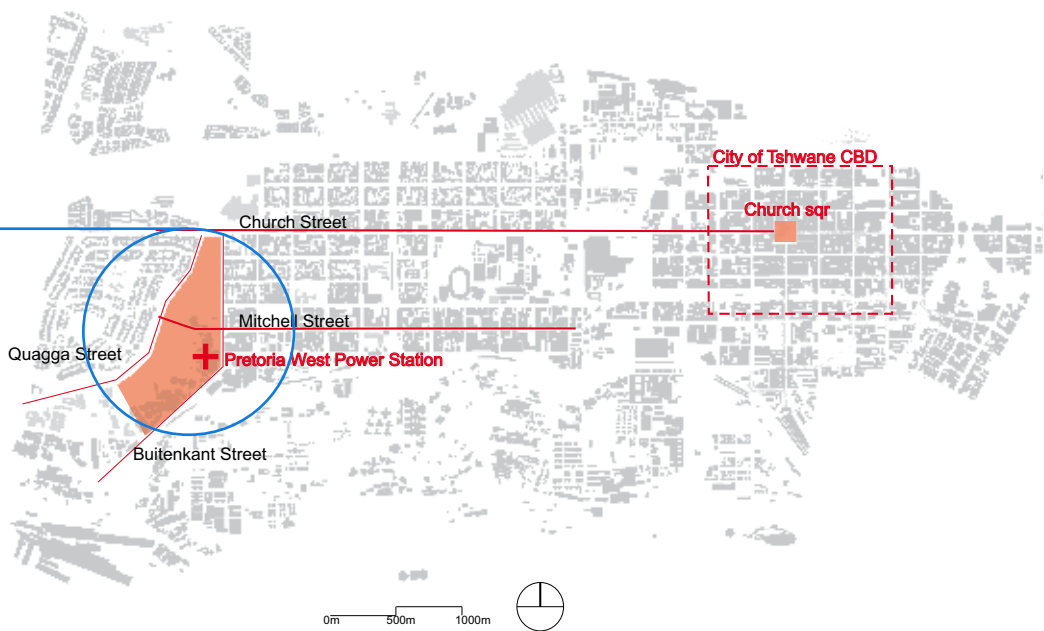 City of Tshwane CBD
Church sqr
Church Street
Mitchell Street
Quagga Street
Pretoria West Power Station
Buitenkant Street
0m 500m 1000m